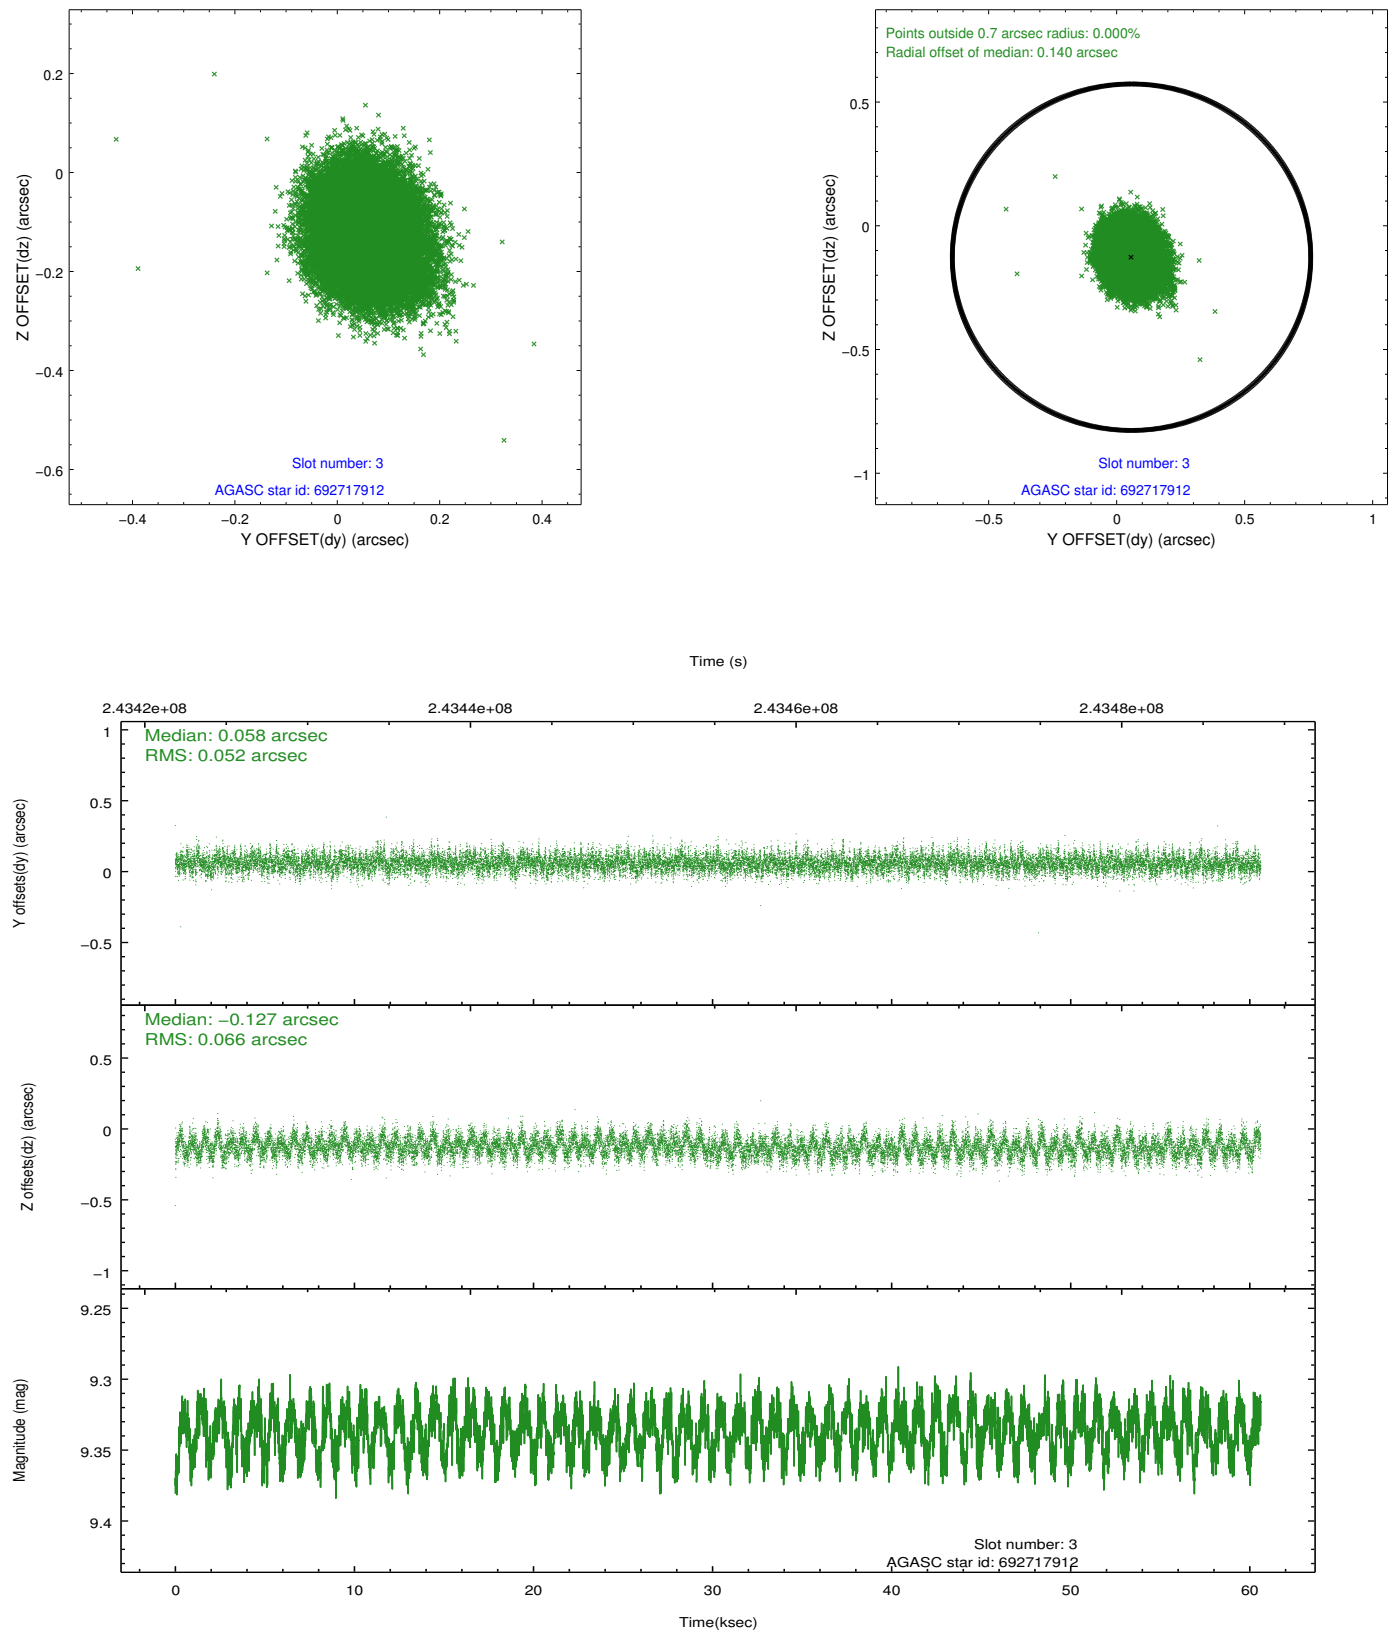 0.2
0
−0.2
−0.4
−0.6
Z OFFSET(dz) (arcsec)
Slot number: 3
AGASC star id: 692717912
−0.4
−0.2
0
0.2
0.4
Y OFFSET(dy) (arcsec)
Points outside 0.7 arcsec radius: 0.000%
Radial offset of median: 0.140 arcsec
0.5
0
−0.5
−1
Z OFFSET(dz) (arcsec)
Slot number: 3
AGASC star id: 692717912
−0.5
0
0.5
1
Y OFFSET(dy) (arcsec)
Time (s)
2.4342e+08
2.4344e+08
2.4346e+08
2.4348e+08
Median: 0.058 arcsec
RMS: 0.052 arcsec
1
0.5
0
−0.5
Y offsets(dy) (arcsec)
Median: −0.127 arcsec
RMS: 0.066 arcsec
0.5
0
−0.5
−1
Z offsets(dz) (arcsec)
9.25
9.3
9.35
9.4
Magnitude (mag)
Slot number: 3
AGASC star id: 692717912
0
10
20
30
40
50
60
Time(ksec)